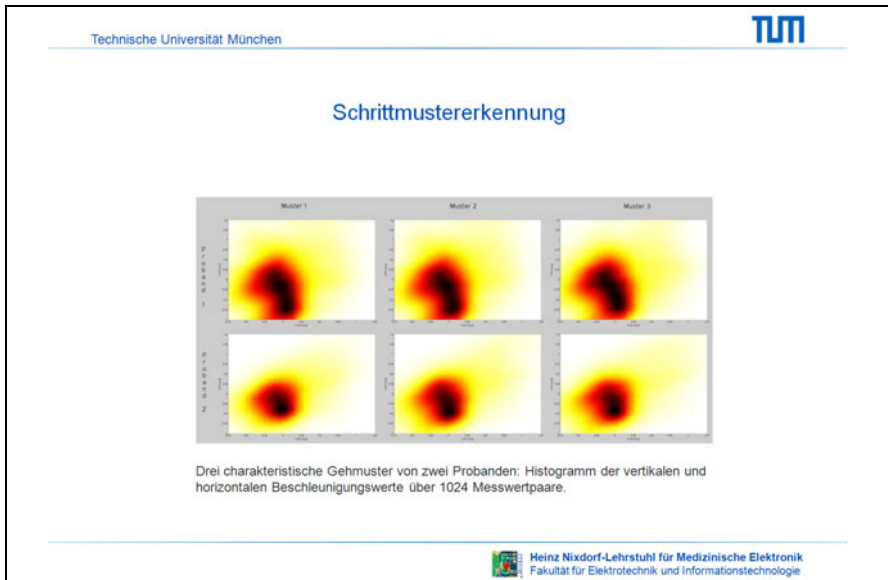 Technische Universität München
TUM
Schrittmustererkennung
Muster 1
Muster 2
Muster 3
Proband 1
Proband 2
Drei charakteristische Gehmuster von zwei Probanden: Histogramm der vertikalen und
horizontalen Beschleunigungswerte über 1024 Messwertpaare.
Heinz Nixdorf-Lehrstuhl für Medizinische Elektronik
Fakultät für Elektrotechnik und Informationstechnologie